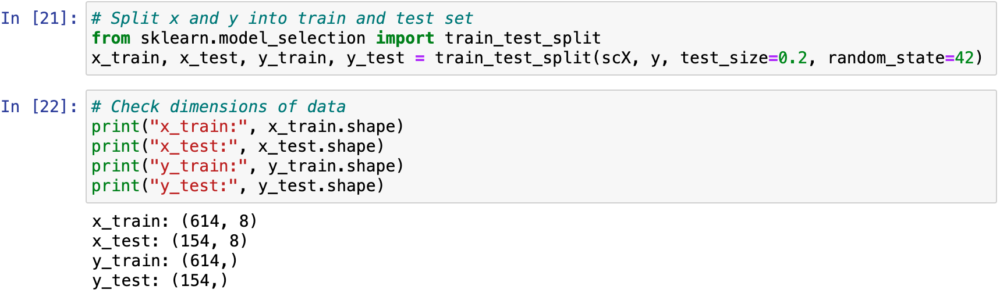 In [21]: # Split x and y into train and test set
from sklearn.model_selection import train_test_split
x_train, x_test, y_train, y_test = train_test_split(scX, y, test_size=0.2, random_state=42)
In [22]: # Check dimensions of data
print("x_train:", x_train.shape)
print("x_test:", x_test.shape)
print("y_train:", y_train.shape)
print("y_test:", y_test.shape)
x_train: (614, 8)
x_test: (154, 8)
y_train: (614,)
y_test: (154,)